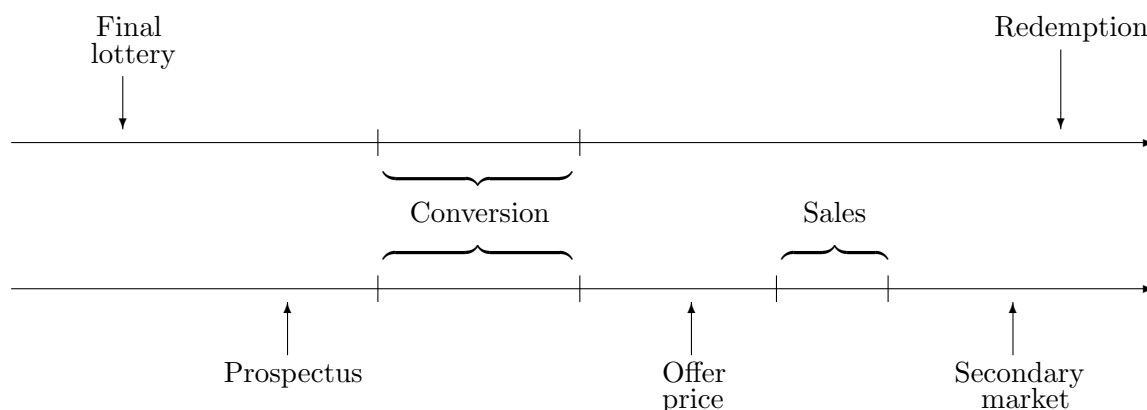 Final
lottery
Redemption
Conversion
Sales
Prospectus
Offer
price
Secondary
market